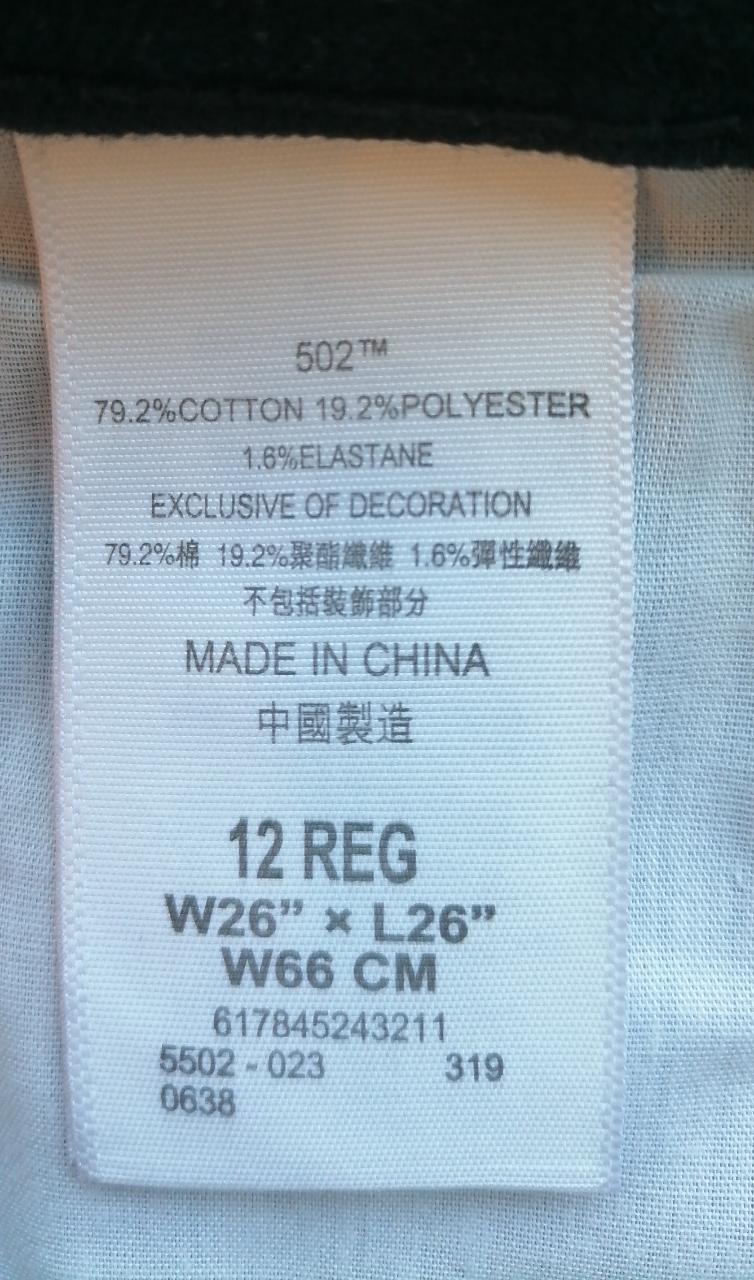 502™
79.2%COTTON 19.2%POLYESTER
1.6%ELASTANE
EXCLUSIVE OF DECORATION
79.2%棉 19.2%聚酯纖維 1.6%彈性纖維
不包括裝飾部分
MADE IN CHINA
中國製造
12 REG
W26” × L26”
W66 CM
617845243211
5502 - 023 319
0638